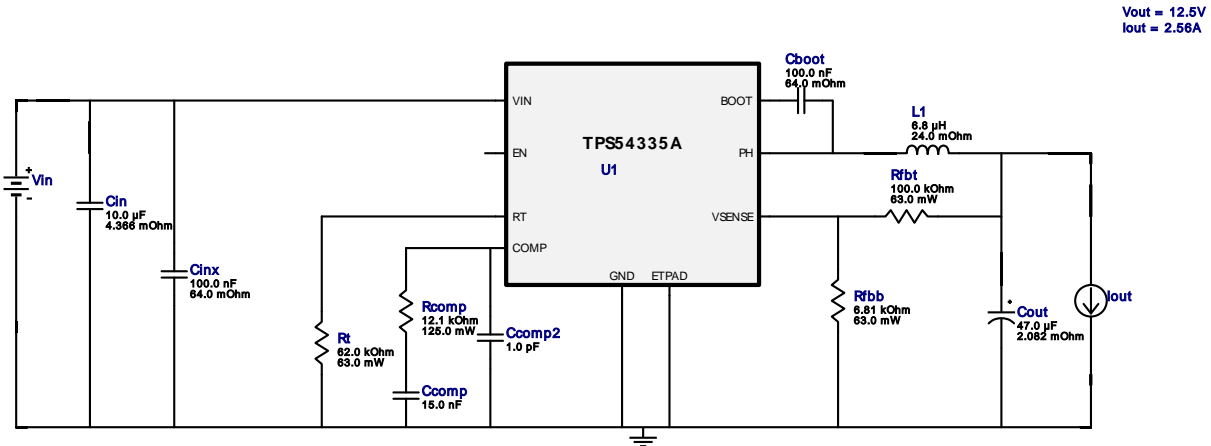 Vout = 12.5V
Iout = 2.56A
Cboot
100.0 nF
64.0 mOhm
VIN
BOOT
L1
6.8 µH
24.0 mOhm
TPS54335A
U1
EN
PH
Vin
+
-
Rfbt
100.0 kOhm
63.0 mW
Cin
10.0 µF
4.366 mOhm
RT
VSENSE
COMP
Cinx
100.0 nF
64.0 mOhm
GND
ETPAD
Rcomp
12.1 kOhm
125.0 mW
Rfbb
6.81 kOhm
63.0 mW
Iout
Cout
47.0 µF
2.082 mOhm
Rt
62.0 kOhm
63.0 mW
Ccomp2
1.0 pF
Ccomp
15.0 nF